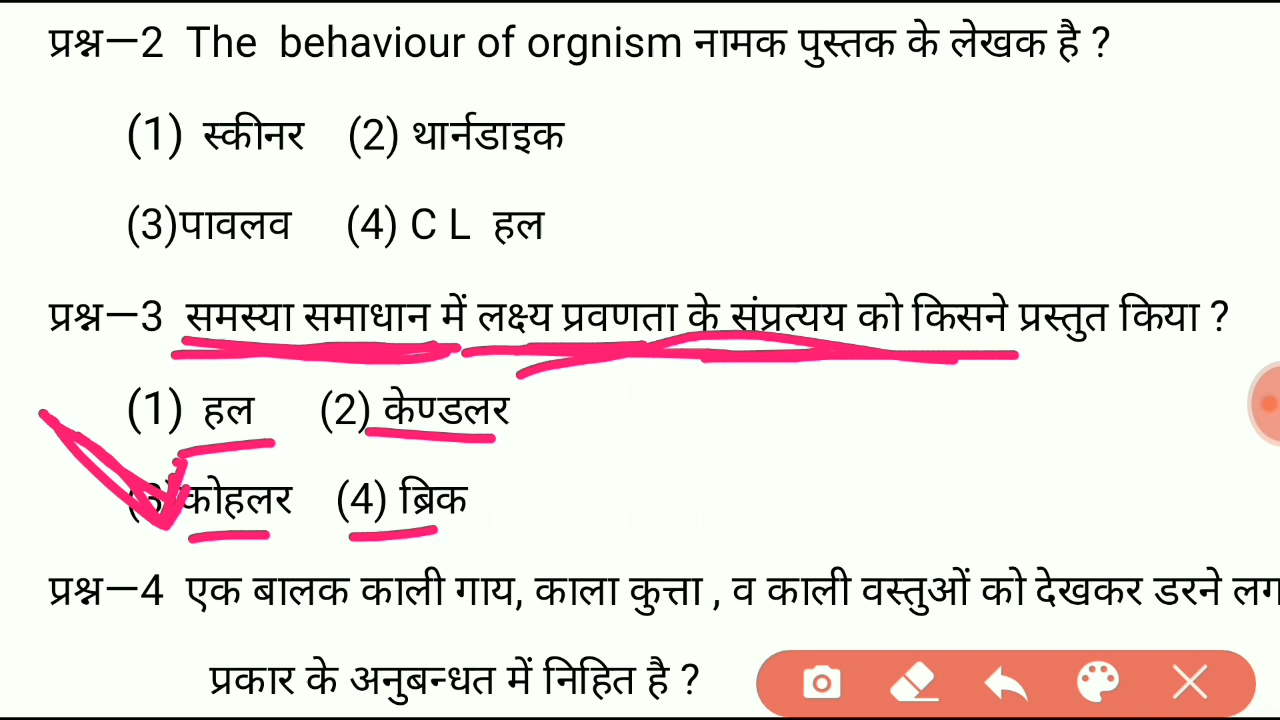 प्रश्न—2 The behaviour of orgnism नामक पुस्तक के लेखक है ?
(1) स्कीनर (2) थार्नडाइक
(3)पावलव (4) C L हल
प्रश्न—3 समस्या समाधान में लक्ष्य प्रवणता के संप्रत्यय को किसने प्रस्तुत किया ?
(1) हल (2) केण्डलर
(3)कोहलर (4) ब्रिक
प्रश्न—4 एक बालक काली गाय, काला कुत्ता , व काली वस्तुओं को देखकर डरने
प्रकार के अनुबन्धत में निहित है ?